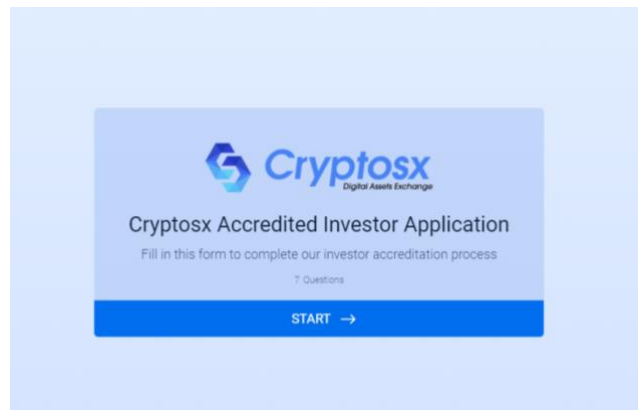 Cryptosx
Digital Assets Exchange
Cryptosx Accredited Investor Application
Fill in this form to complete our investor accreditation process
7 Questions
START →